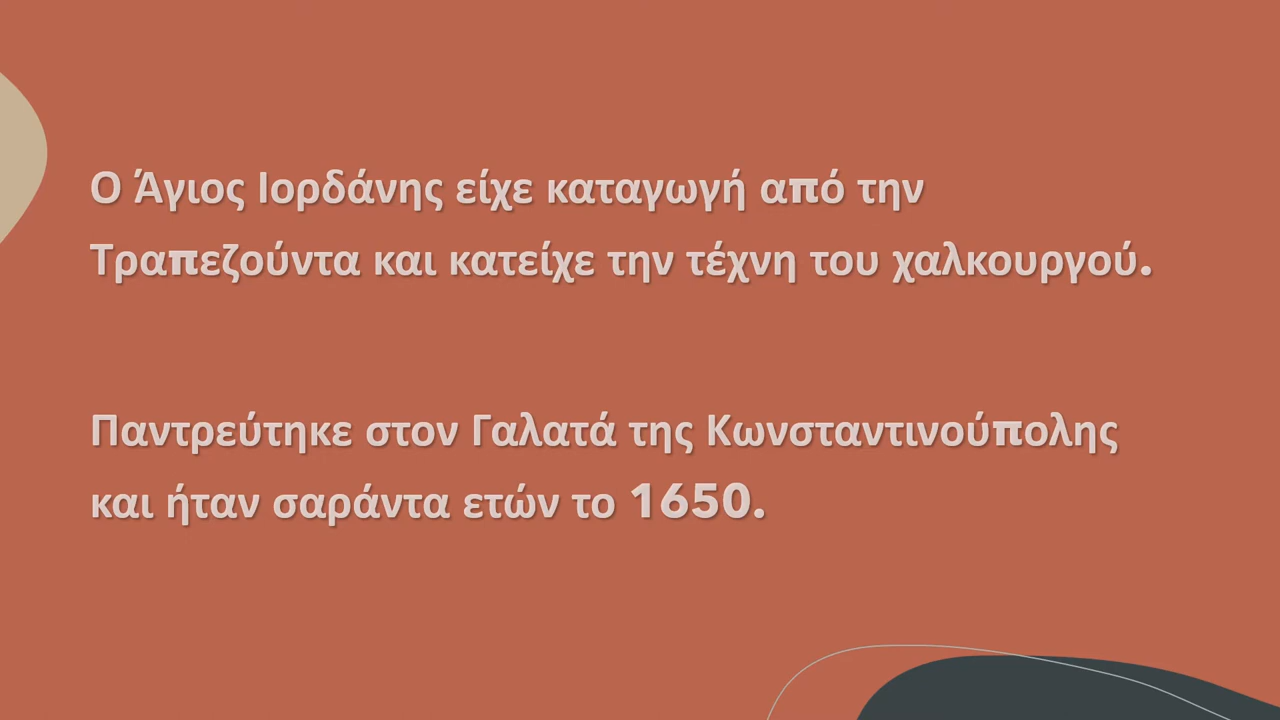 Ο Άγιος Ιορδάνης είχε καταγωγή από την
Τραπεζούντα και κατείχε την τέχνη του χαλκουργού.
Παντρεύτηκε στον Γαλατά της Κωνσταντινούπολης
και ήταν σαράντα ετών το 1650.